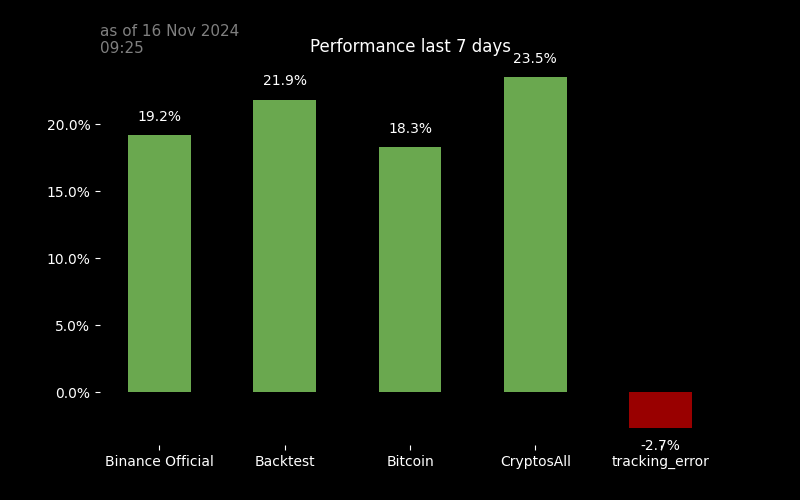 as of 16 Nov 2024
09:25
Performance last 7 days
23.5%
21.9%
19.2%
18.3%
20.0%
15.0%
10.0%
5.0%
0.0%
-2.7%
Binance Official
Backtest
Bitcoin
CryptosAll
tracking_error